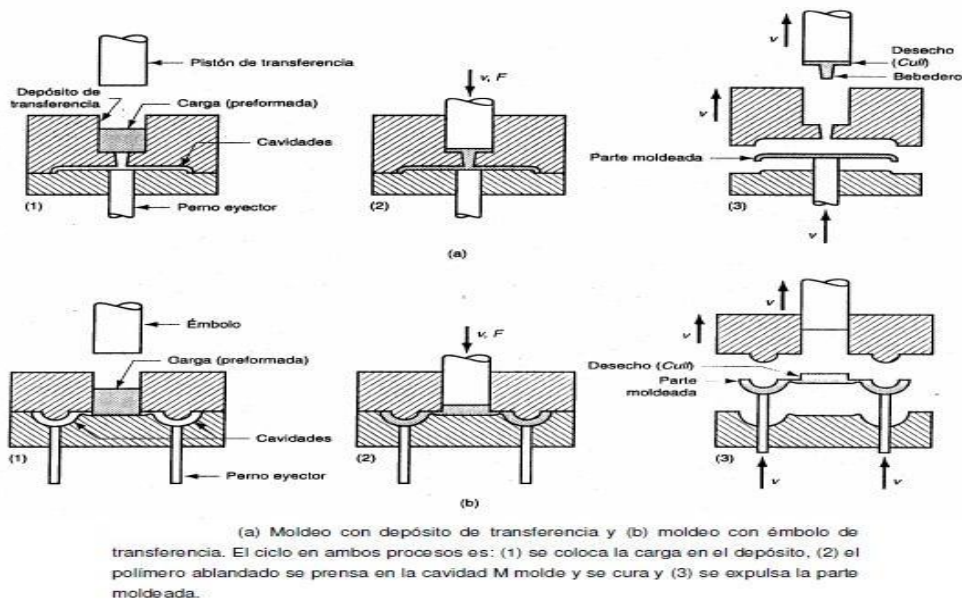 Pistón de transferencia
Depósito de
transferencia
Carga (preformada)
Cavidades
Perno eyector
(1)
v, F
(2)
v
Desecho
(Cull)
Bebedero
v
Parte moldeada
(3)
v
(a)
Émbolo
Carga (preformada)
Cavidades
Perno eyector
(1)
v, F
(2)
v
v
Desecho (Cull)
Parte
moldeada
(3)
v
v
(b)
(a) Moldeo con depósito de transferencia y (b) moldeo con émbolo de
transferencia. El ciclo en ambos procesos es: (1) se coloca la carga en el depósito, (2) el
polímero ablandado se prensa en la cavidad M molde y se cura y (3) se expulsa la parte
moldeada.